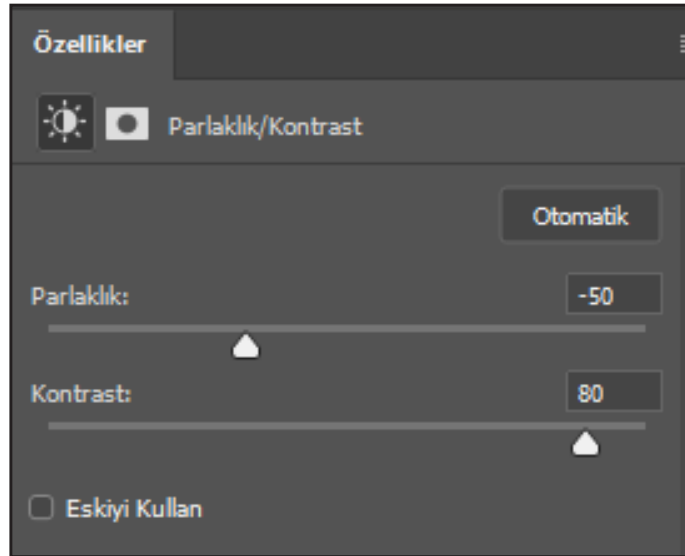 Özellikler
Parlaklık/Kontrast
Otomatik
Parlaklık: -50
Kontrast: 80
Eskiyi Kullan